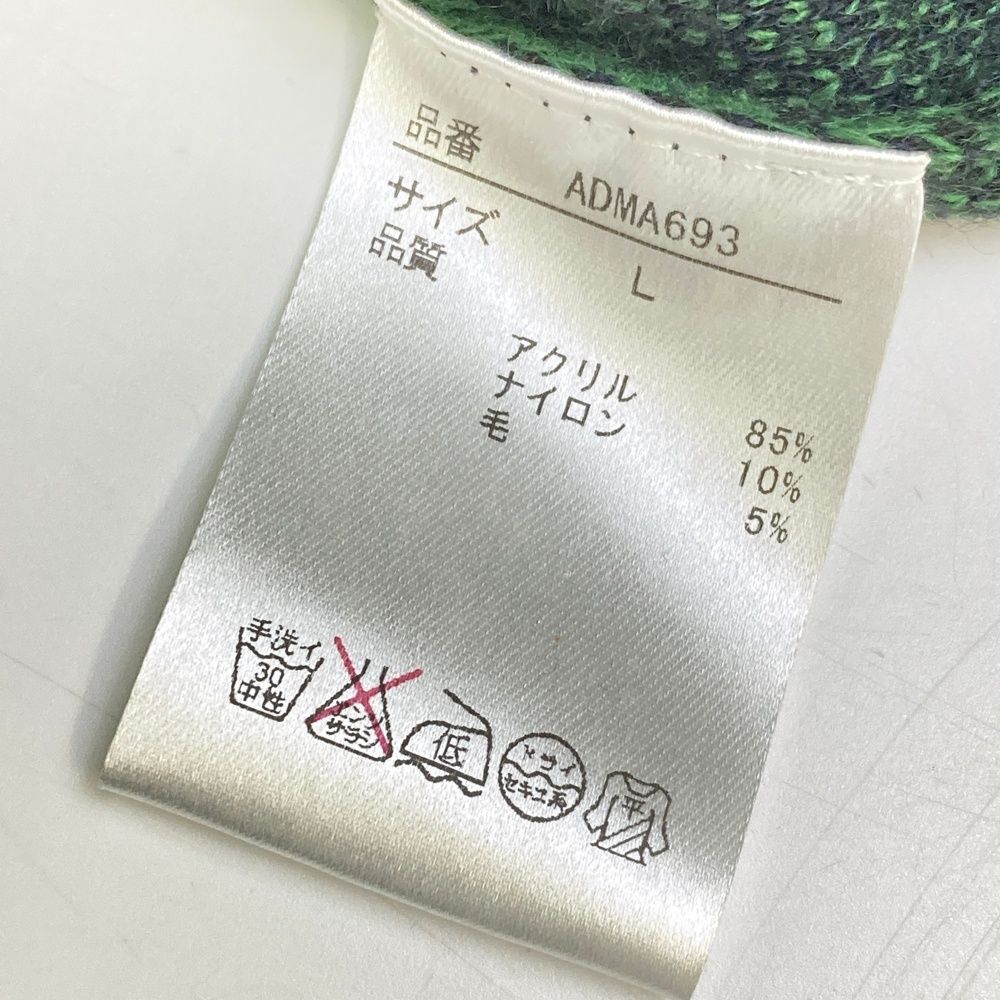 品番
ADMA693
サイズ
L
品質
アクリル 85%
ナイロン 10%
毛 5%
手洗イ
30
中性
エンソ
サラシ
低
ドライ
セキユ系
平